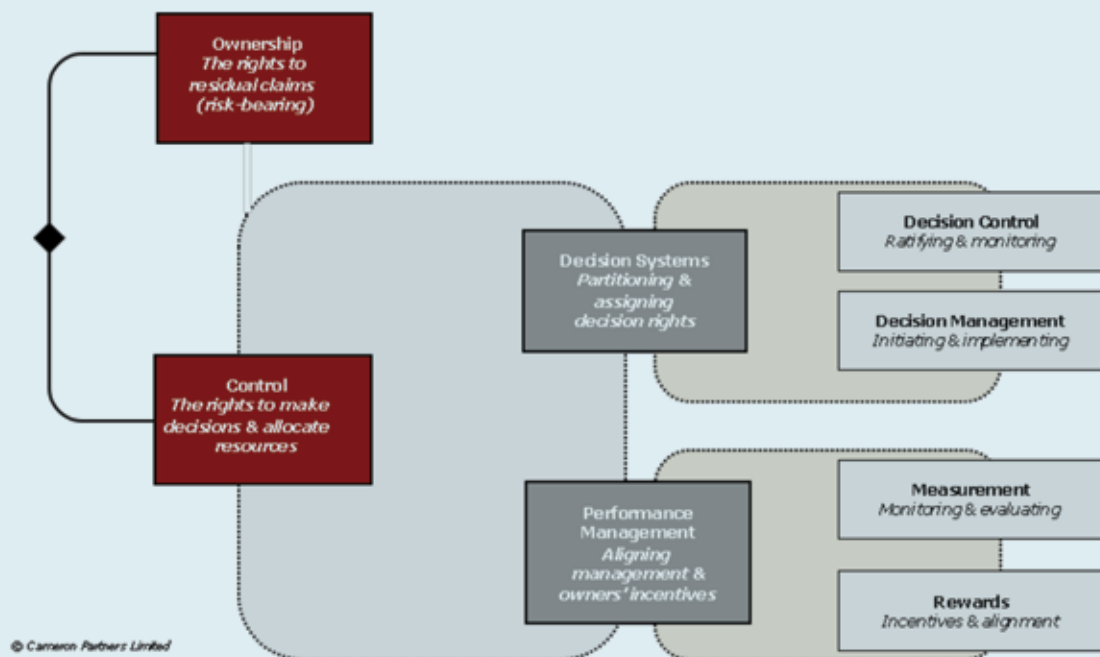 Ownership
The rights to
residual claims
(risk-bearing)
Decision Control
Ratifying & monitoring
Decision Systems
Partitioning &
assigning
decision rights
Decision Management
Initiating & implementing
Control
The rights to make
decisions & allocate
resources
Measurement
Monitoring & evaluating
Performance
Management
Aligning
management &
owners' incentives
Rewards
Incentives & alignment
© Cameron Partners Limited